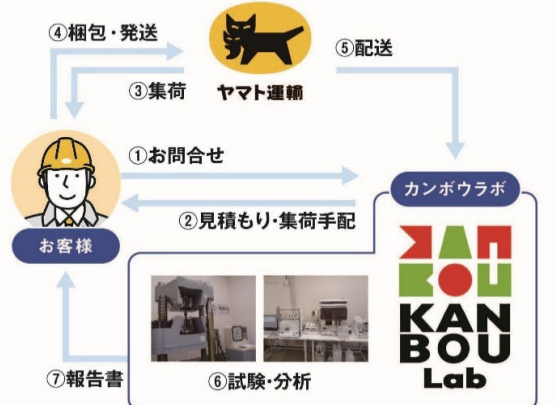 ④梱包・発送
⑤配送
③集荷
ヤマト運輸
①お問合せ
カンボウラボ
②見積もり・集荷手配
お客様
KAN
BOU
KAN
BOU
Lab
⑦報告書
⑥試験・分析